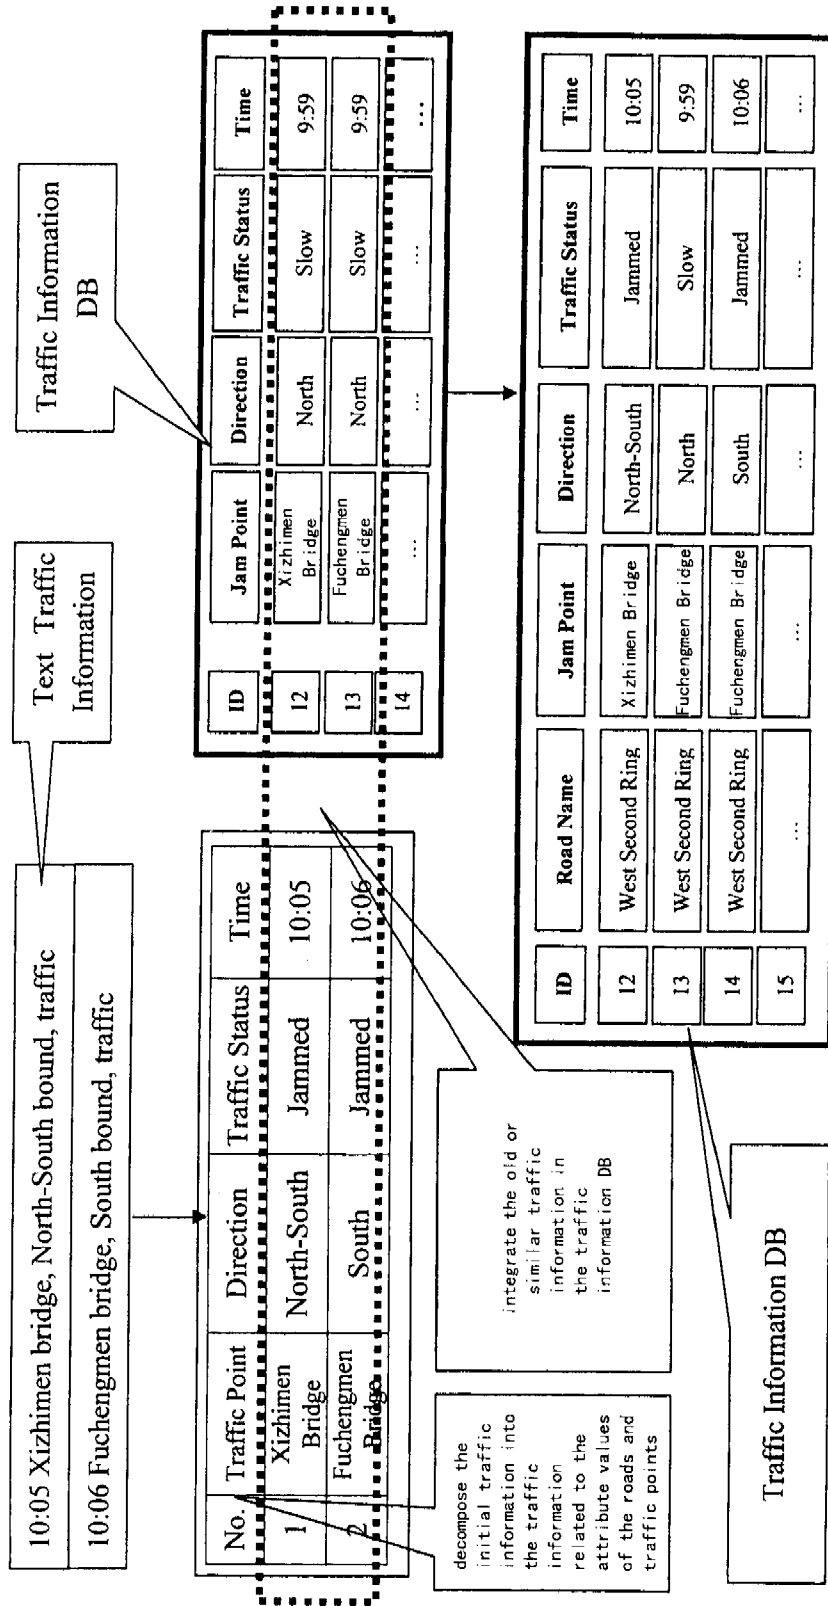 10:05 Xizhimen bridge, North-South bound, traffic
10:06 Fuchengmen bridge, South bound, traffic
Text Traffic
Information
Traffic Information
DB
No. Traffic Point Direction Traffic Status Time
1 Xizhimen Bridge North-South Jammed 10:05
2 Fuchengmen Bridge South Jammed 10:06
ID Jam Point Direction Traffic Status Time
12 Xizhimen Bridge North Slow 9:59
13 Fuchengmen Bridge North Slow 9:59
14 ... ... ... ...
decompose the
initial traffic
information into
the traffic
information
related to the
attribute values
of the roads and
traffic points
integrate the old or
similar traffic
information in
the traffic
information DB
ID Road Name Jam Point Direction Traffic Status Time
12 West Second Ring Xizhimen Bridge North-South Jammed 10:05
13 West Second Ring Fuchengmen Bridge North Slow 9:59
14 West Second Ring Fuchengmen Bridge South Jammed 10:06
15 ... ... ... ... ...
Traffic Information DB